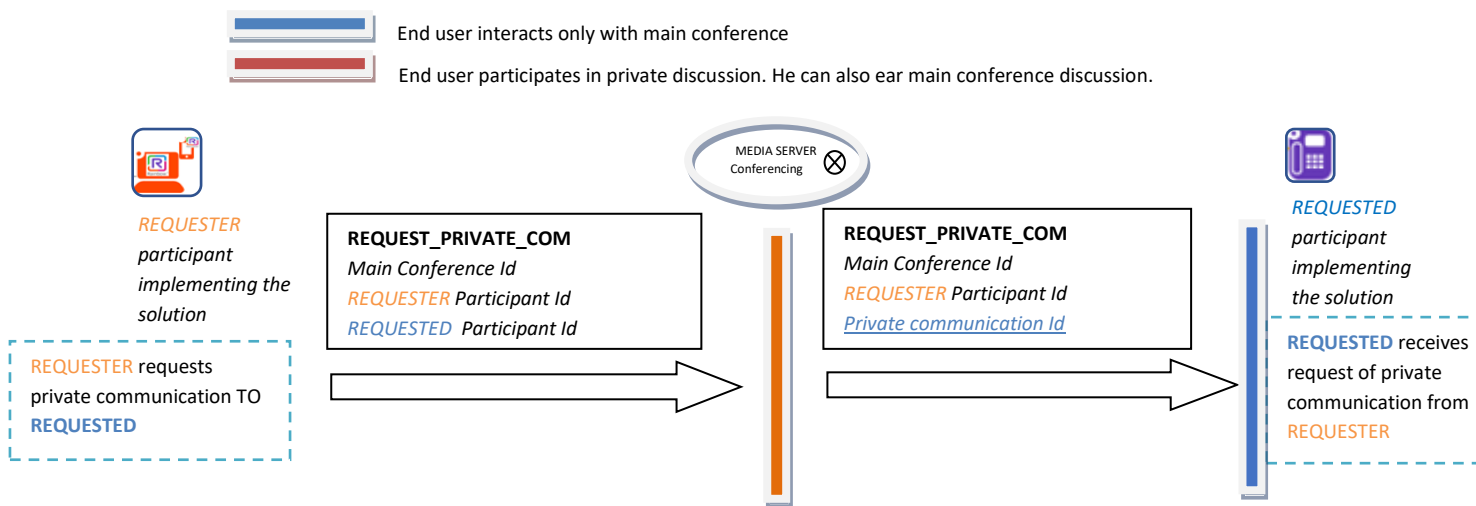 End user interacts only with main conference
End user participates in private discussion. He can also ear main conference discussion.
R
R
MEDIA SERVER
Conferencing
REQUESTER
participant
implementing the
solution
REQUESTER requests
private communication TO
REQUESTED
REQUEST_PRIVATE_COM
Main Conference Id
REQUESTER Participant Id
REQUESTED Participant Id
REQUEST_PRIVATE_COM
Main Conference Id
REQUESTER Participant Id
Private communication Id
REQUESTED
participant
implementing
the solution
REQUESTED receives
request of private
communication from
REQUESTER